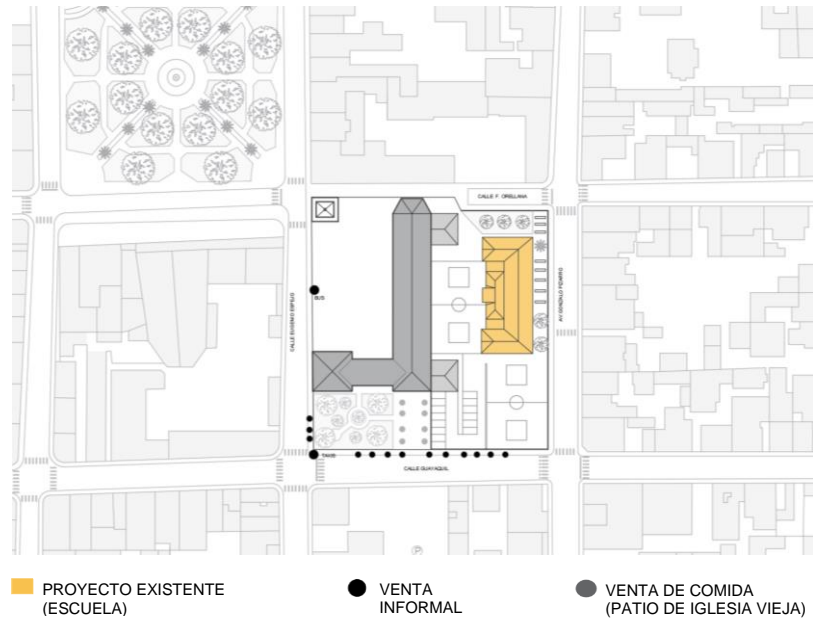 CALLE F. ORELLANA
CALLE EUGENIO ESPEJO
BUS
AV. GONZALO PIZARRO
TAXIS
CALLE GUAYAQUIL
P
PROYECTO EXISTENTE
(ESCUELA)
VENTA
INFORMAL
VENTA DE COMIDA
(PATIO DE IGLESIA VIEJA)